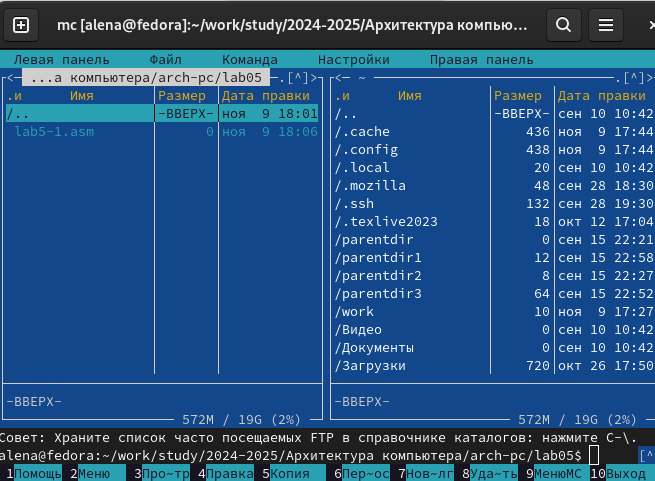 mc [alena@fedora]:~/work/study/2024-2025/Архитектура компью...
Левая панель Файл Команда Настройки Правая панель
<— ...а компьютера/arch-pc/lab05 —.[^]>
.и Имя Размер Дата правки
/.. -ВВЕРХ- ноя 9 18:01
lab5-1.asm 0 ноя 9 18:06
-ВВЕРХ-
572M / 19G (2%)
<— ~ —.[^]>
.и Имя Размер Дата правки
/.. -ВВЕРХ- сен 10 10:42
/.cache 436 ноя 9 17:44
/.config 438 ноя 9 17:44
/.local 20 сен 10 10:42
/.mozilla 48 сен 28 18:30
/.ssh 132 сен 28 19:30
/.texlive2023 18 окт 12 17:04
/parentdir 0 сен 15 22:21
/parentdir1 12 сен 15 22:58
/parentdir2 8 сен 15 22:27
/parentdir3 64 сен 15 22:52
/work 10 ноя 9 17:27
/Видео 0 сен 10 10:42
/Документы 0 сен 10 10:42
/Загрузки 720 окт 26 17:50
-ВВЕРХ-
572M / 19G (2%)
Совет: Храните список часто посещаемых FTP в справочнике каталогов: нажмите C-\.
alena@fedora:~/work/study/2024-2025/Архитектура компьютера/arch-pc/lab05$ [^
1Помощь 2Меню 3Про~тр 4Правка 5Копия 6Пер~ос 7Нов~лг 8Уда~ть 9МенюMC 10Выход